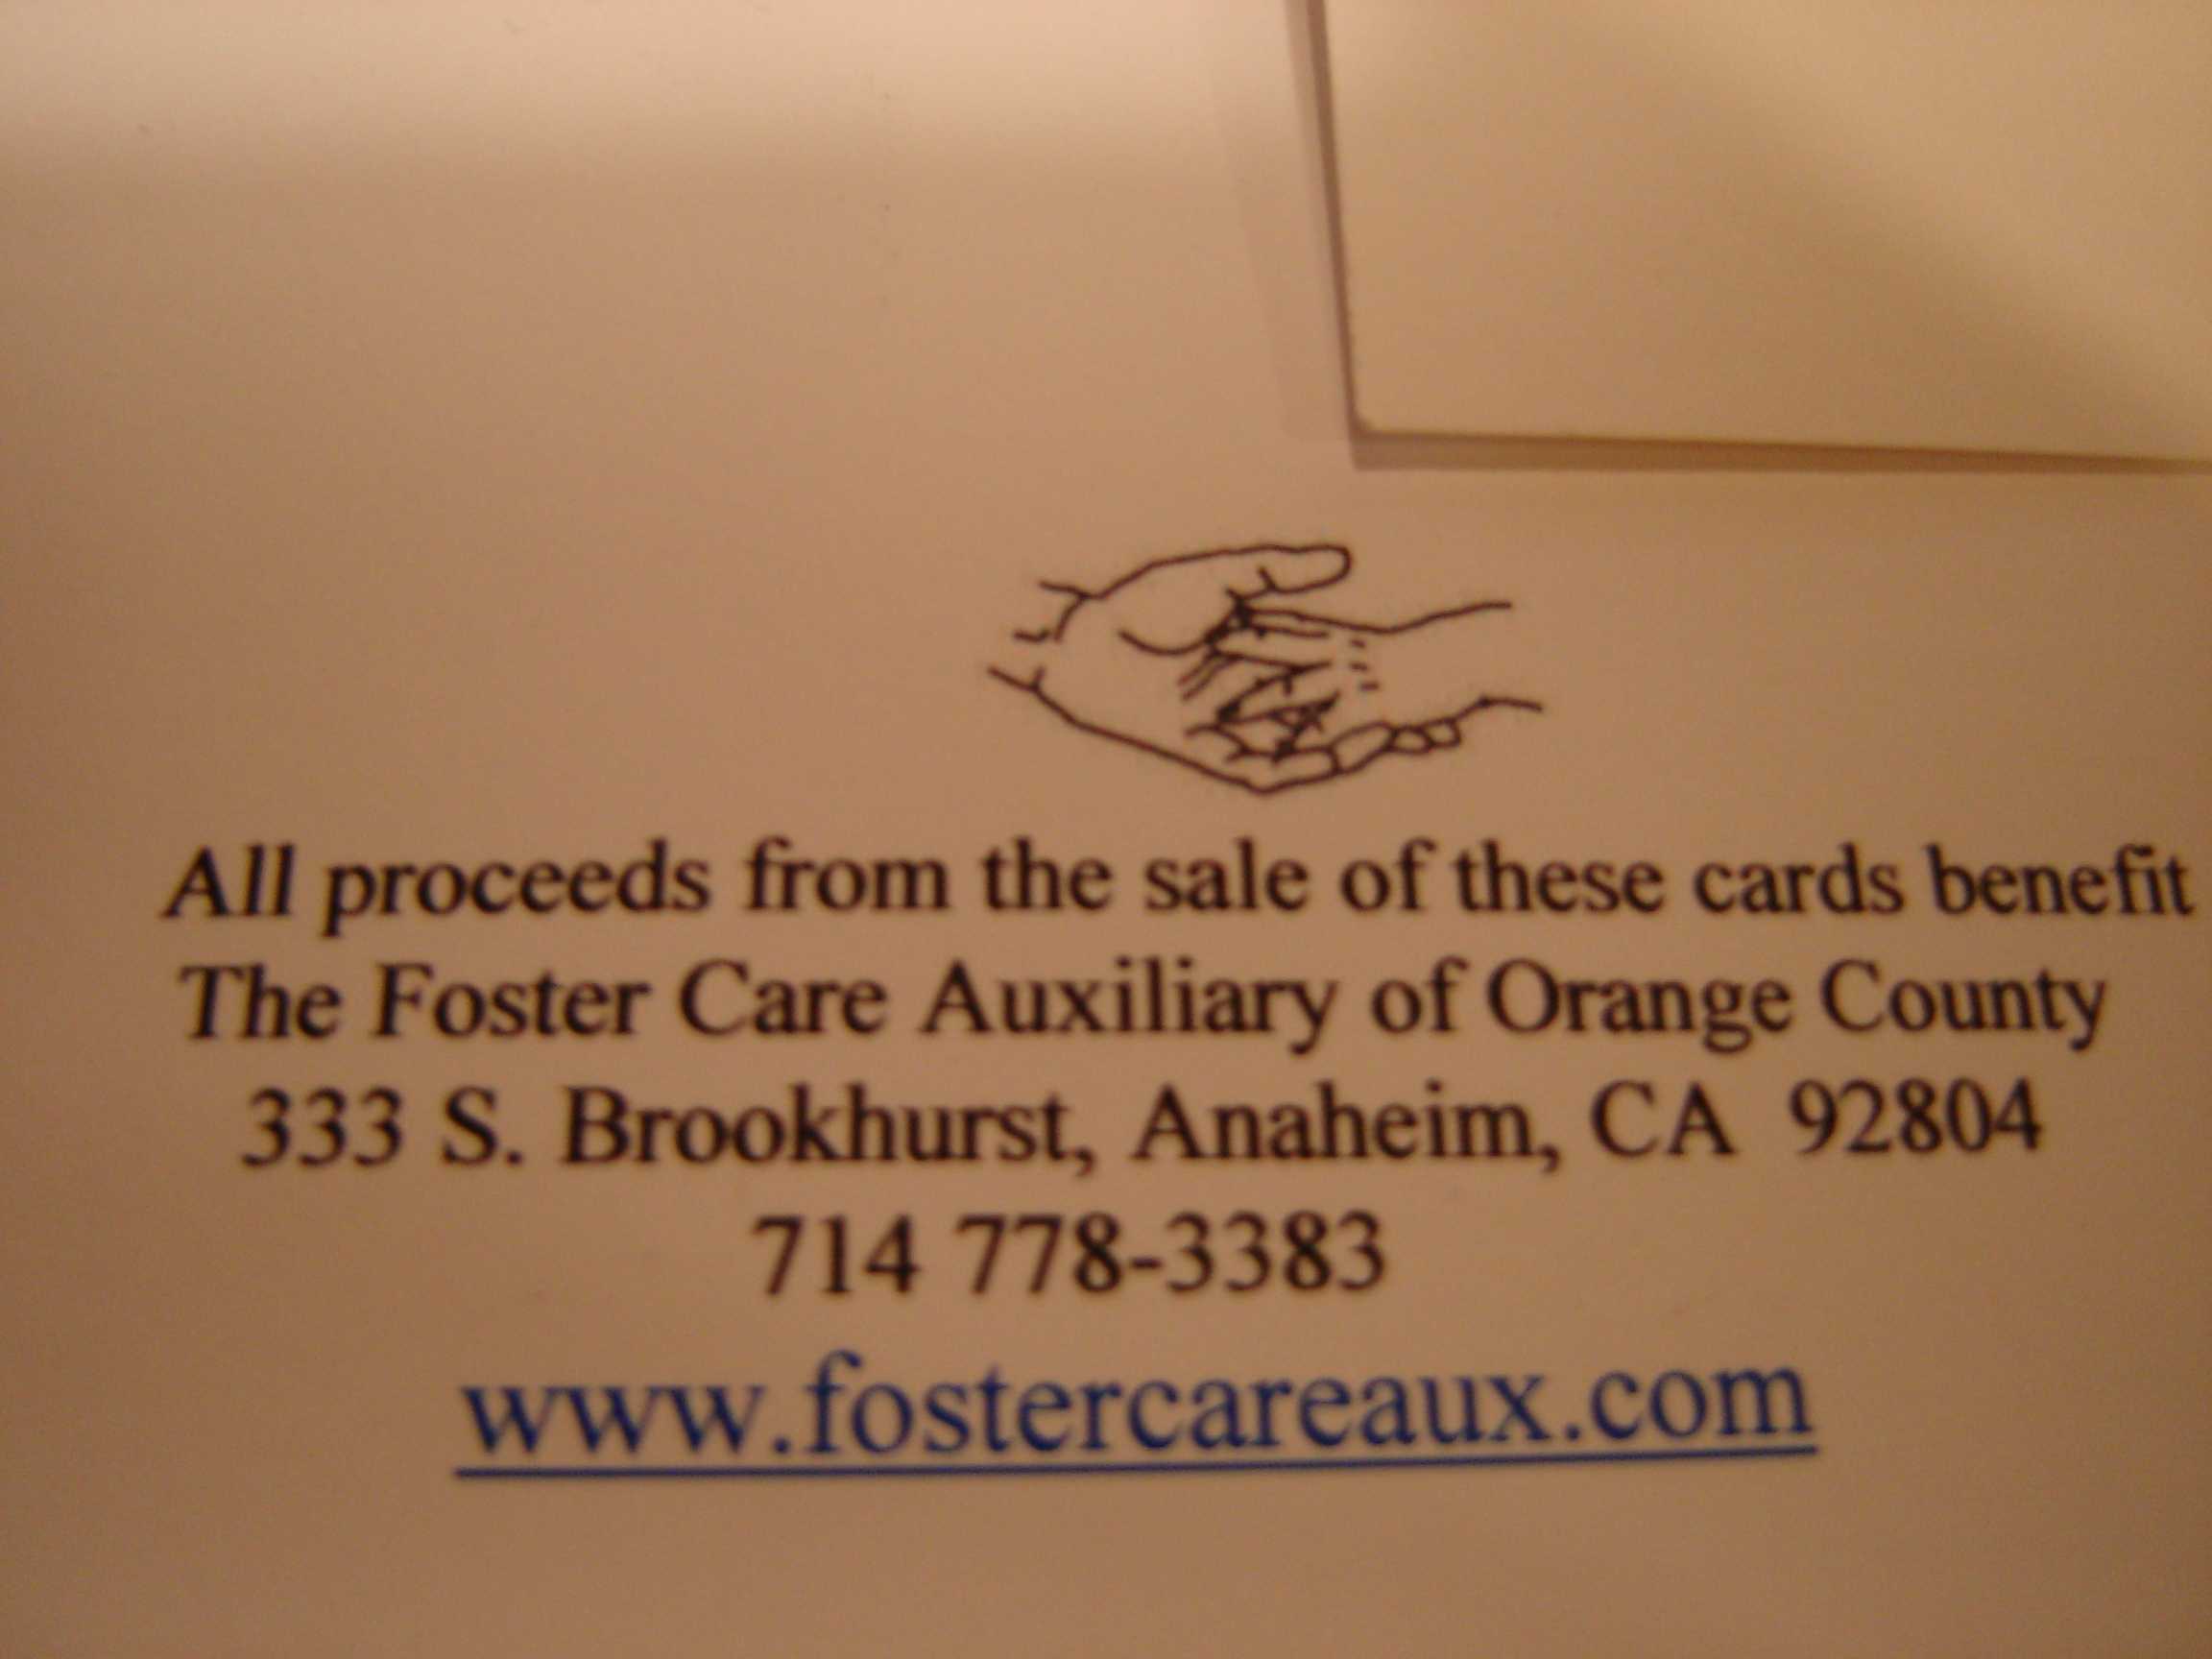 All proceeds from the sale of these cards benefit
The Foster Care Auxiliary of Orange County
333 S. Brookhurst, Anaheim, CA 92804
714 778-3383
www.fostercareaux.com